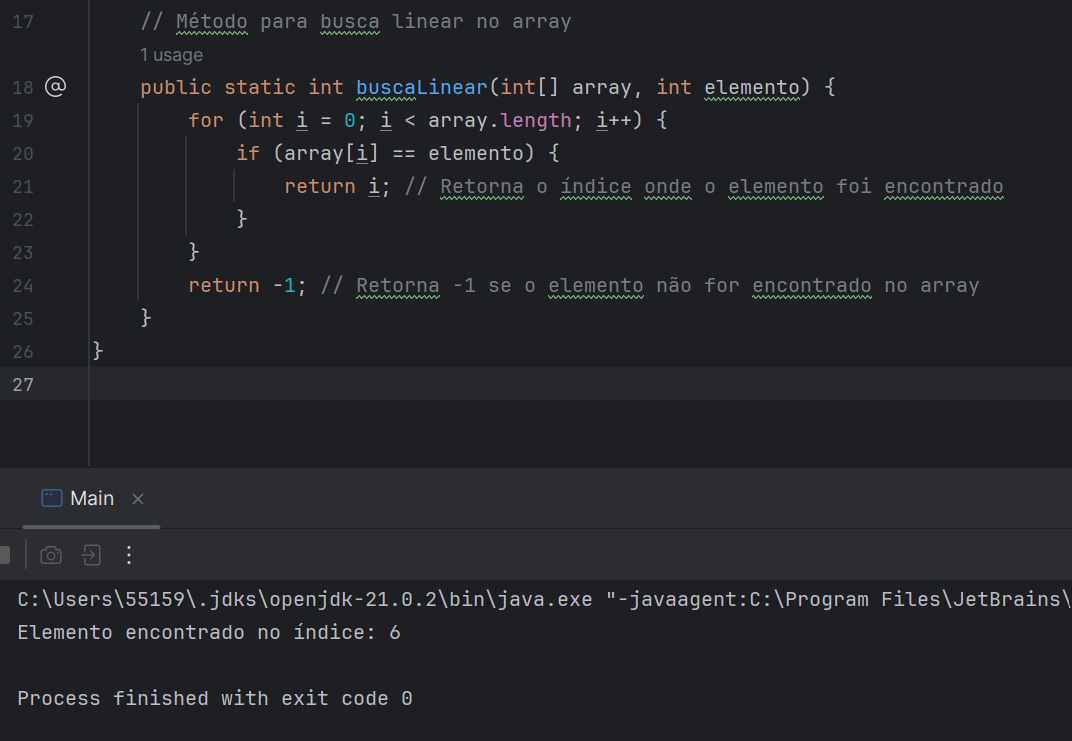 17 // Método para busca linear no array
1 usage
18 @ public static int buscaLinear(int[] array, int elemento) {
19 for (int i = 0; i < array.length; i++) {
20 if (array[i] == elemento) {
21 return i; // Retorna o índice onde o elemento foi encontrado
22 }
23 }
24 return -1; // Retorna -1 se o elemento não for encontrado no array
25 }
26 }
27
Main
C:\Users\55159\.jdks\openjdk-21.0.2\bin\java.exe "-javaagent:C:\Program Files\JetBrains\
Elemento encontrado no índice: 6
Process finished with exit code 0